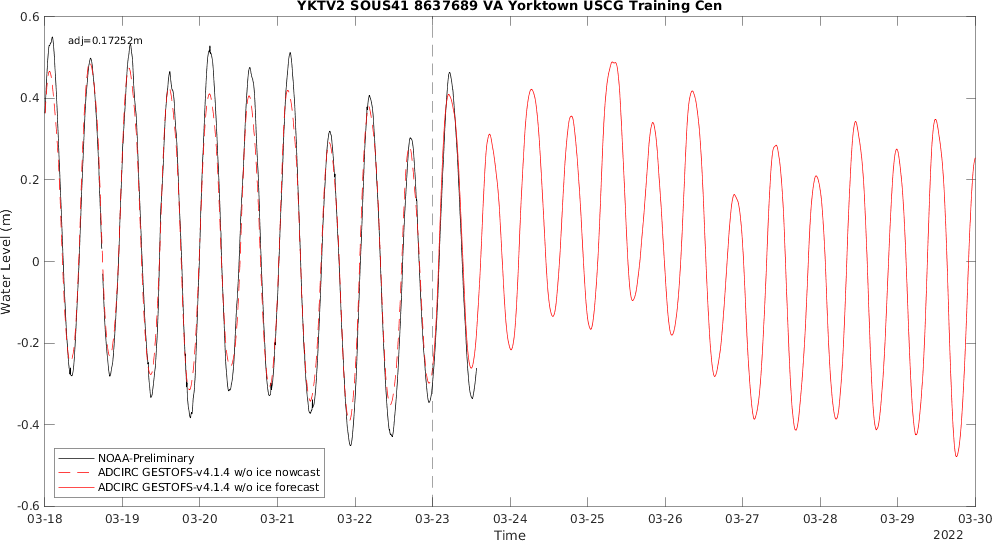 YKTV2 SOUS41 8637689 VA Yorktown USCG Training Cen
adj=0.17252m
0.6
0.4
0.2
0
-0.2
-0.4
-0.6
Water Level (m)
NOAA-Preliminary
ADCIRC GESTOFS-v4.1.4 w/o ice nowcast
ADCIRC GESTOFS-v4.1.4 w/o ice forecast
03-18 03-19 03-20 03-21 03-22 03-23 03-24 03-25 03-26 03-27 03-28 03-29 03-30
Time
2022